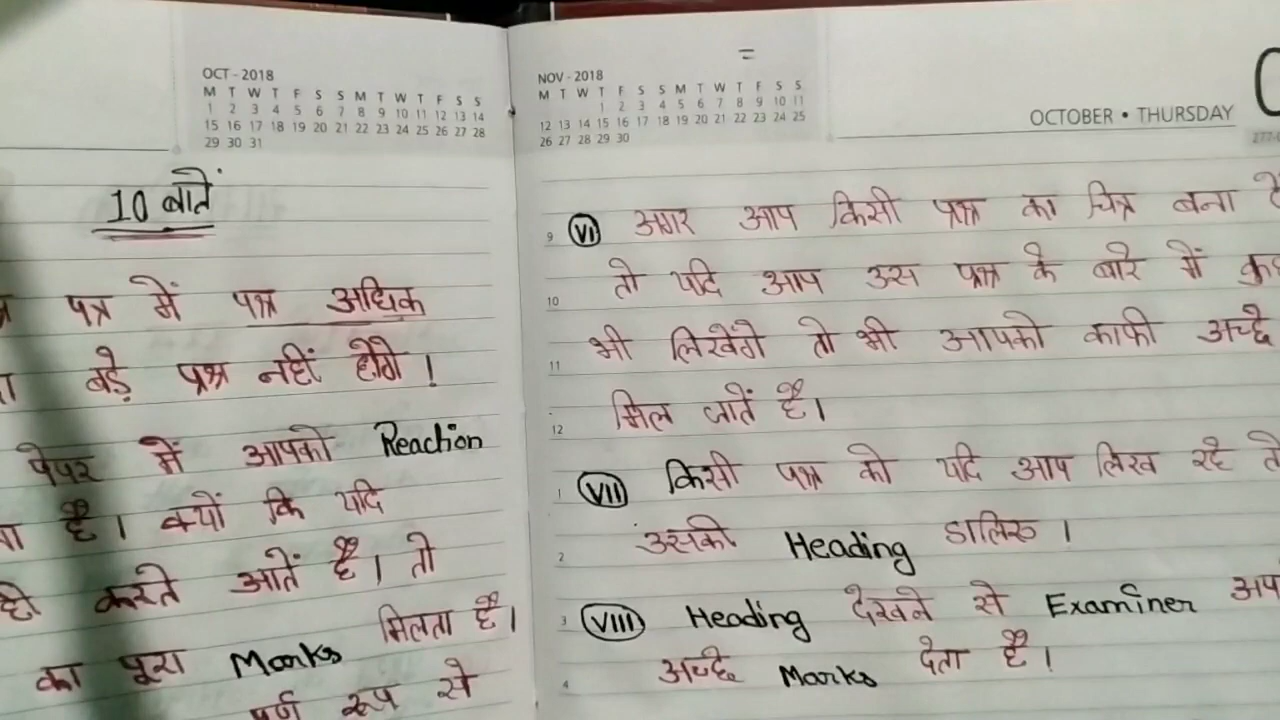 OCT - 2018
M T W T F S S M T W T F S S
1 2 3 4 5 6 7 8 9 10 11 12 13 14
15 16 17 18 19 20 21 22 23 24 25 26 27 28
29 30 31
10 बातें
पत्र में प्रश्न अधिक
बड़े प्रश्न नहीं होंगे !
पेपर में आपको Reaction
है । क्यों कि यदि
करते आतें है । तो
मिलता है ।
का पूरा Marks
पूर्ण रूप से
NOV - 2018
M T W T F S S M T W T F S S
1 2 3 4 5 6 7 8 9 10 11
12 13 14 15 16 17 18 19 20 21 22 23 24 25
26 27 28 29 30
OCTOBER • THURSDAY
9 VI अगर आप किसी प्रश्न का चित्र बना
10 तो यदि आप उस प्रश्न के बारे में
11 भी लिखेंगे तो भी आपको काफी अच्छे
12 मिल जातें है ।
1 VII किसी प्रश्न को यदि आप लिख रहे
2 उसकी Heading डालिए ।
3 VIII Heading देखने से Examiner
4 अच्छे Marks देता है ।